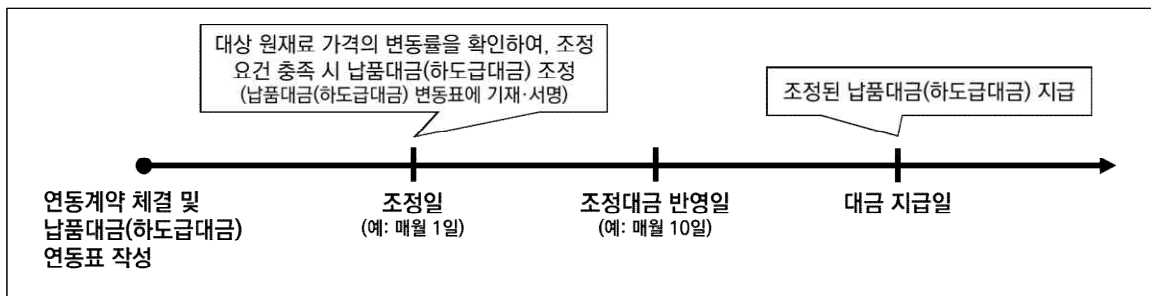 대상 원재료 가격의 변동률을 확인하여, 조정
요건 충족 시 납품대금(하도급대금) 조정
(납품대금(하도급대금) 변동표에 기재·서명)
조정된 납품대금(하도급대금) 지급
연동계약 체결 및
납품대금(하도급대금)
연동표 작성
조정일
(예: 매월 1일)
조정대금 반영일
(예: 매월 10일)
대금 지급일